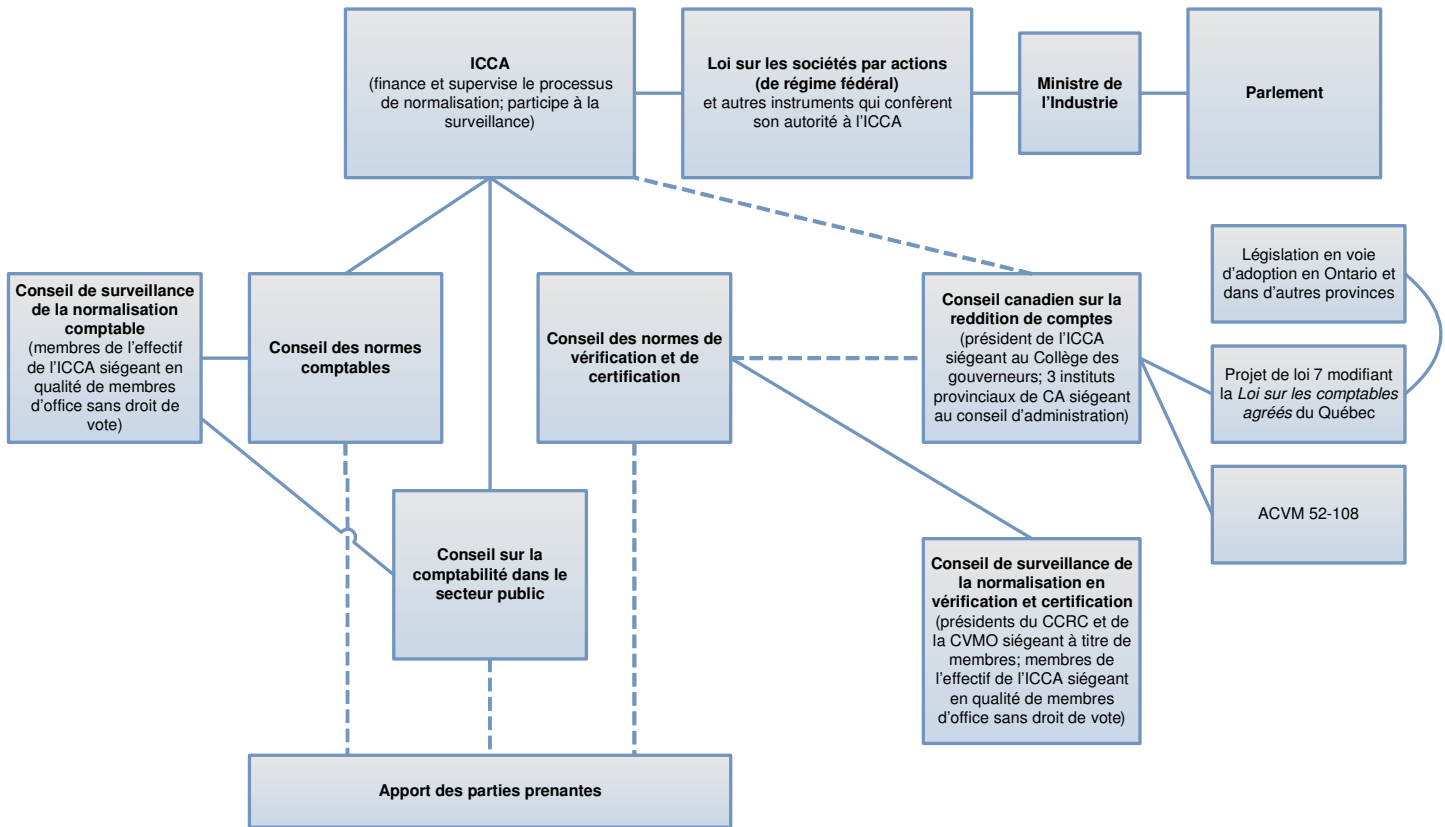 ICCA
(finance et supervise le processus
de normalisation; participe à la
surveillance)
Loi sur les sociétés par actions
(de régime fédéral)
et autres instruments qui confèrent
son autorité à l’ICCA
Ministre de
l’Industrie
Parlement
Conseil de surveillance
de la normalisation
comptable
(membres de l’effectif
de l’ICCA siégeant en
qualité de membres
d’office sans droit de
vote)
Conseil des normes
comptables
Conseil des normes de
vérification et de
certification
Conseil canadien sur la
reddition de comptes
(président de l’ICCA
siégeant au Collège des
gouverneurs; 3 instituts
provinciaux de CA siégeant
au conseil d’administration)
Législation en voie
d’adoption en Ontario et
dans d’autres provinces
Projet de loi 7 modifiant
la Loi sur les comptables
agréés du Québec
ACVM 52-108
Conseil sur la
comptabilité dans le
secteur public
Conseil de surveillance de
la normalisation en
vérification et certification
(présidents du CCRC et de
la CVMO siégeant à titre de
membres; membres de
l’effectif de l’ICCA siégeant
en qualité de membres
d’office sans droit de vote)
Apport des parties prenantes